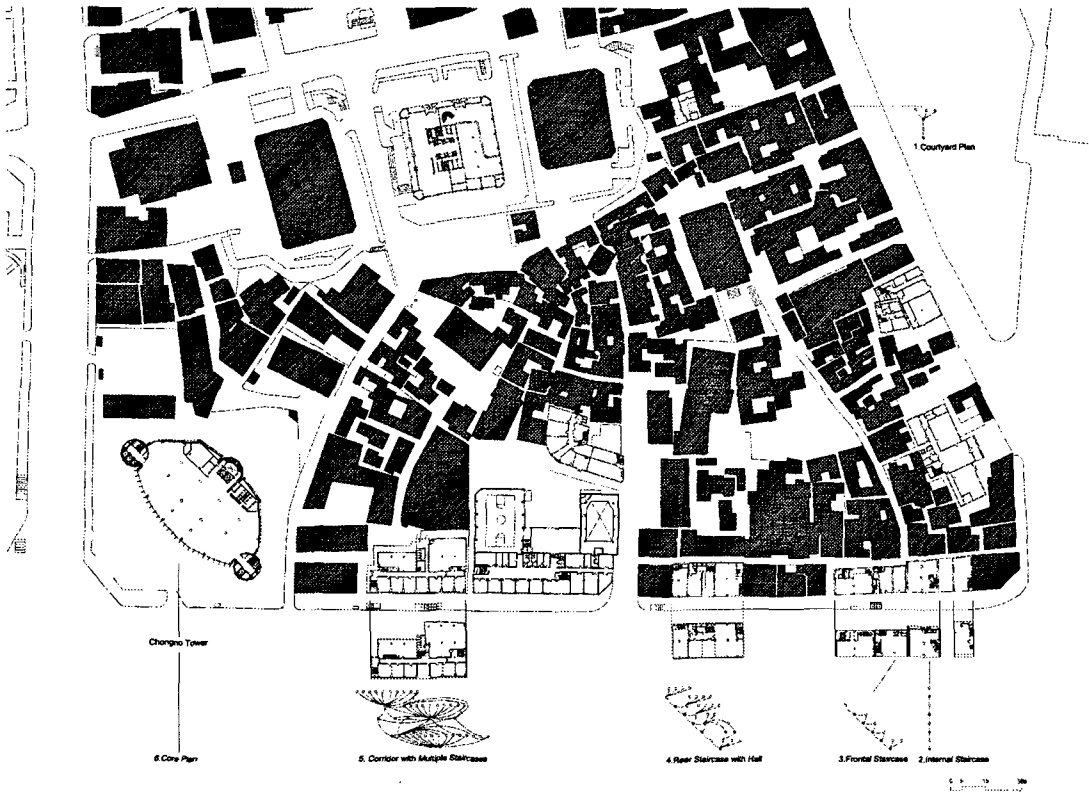 1.Courtyard Plan
Chongno Tower
6.Core Plan
5. Corridor with Multiple Staircases
4.Rear Staircase with Hall
3.Frontal Staircase
2.Internal Staircase